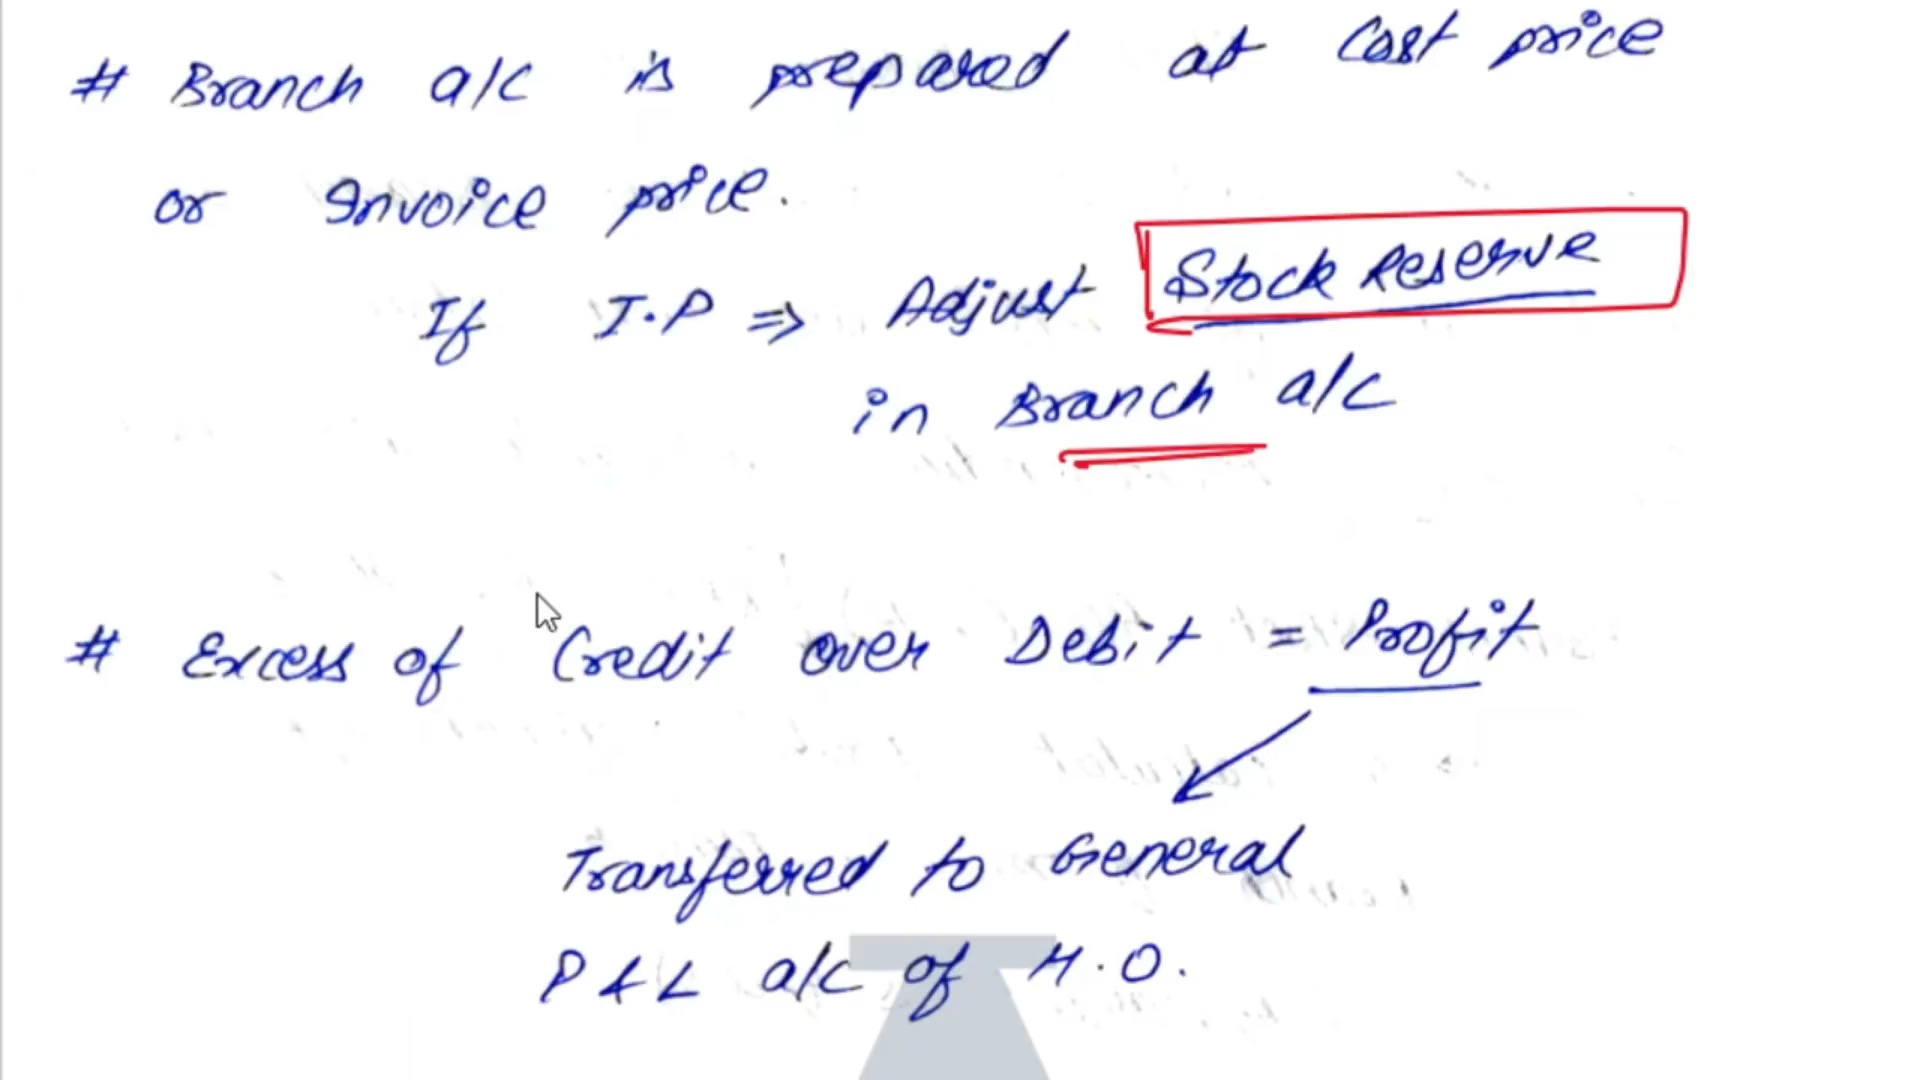 # Branch a/c is prepared at Cost price
or Invoice price.
If I.P ⇒ Adjust Stock Reserve
in Branch a/c
# Excess of Credit over Debit = Profit
Transferred to General
P & L a/c of H.O.